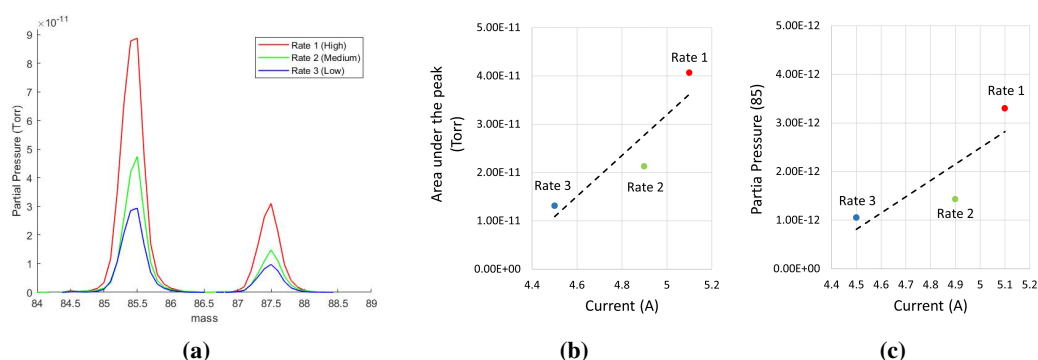 ×10⁻¹¹
9
8
7
6
5
4
3
2
1
0
Partial Pressure (Torr)
Rate 1 (High)
Rate 2 (Medium)
Rate 3 (Low)
84 84.5 85 85.5 86 86.5 87 87.5 88 88.5 89
mass
(a)
5.00E-11
4.00E-11
3.00E-11
2.00E-11
1.00E-11
0.00E+00
Area under the peak
(Torr)
Rate 1
Rate 3
Rate 2
4.4 4.6 4.8 5 5.2
Current (A)
(b)
5.00E-12
4.00E-12
3.00E-12
2.00E-12
1.00E-12
0.00E+00
Partia Pressure (85)
Rate 1
Rate 3
Rate 2
4.4 4.5 4.6 4.7 4.8 4.9 5 5.1 5.2
Current (A)
(c)